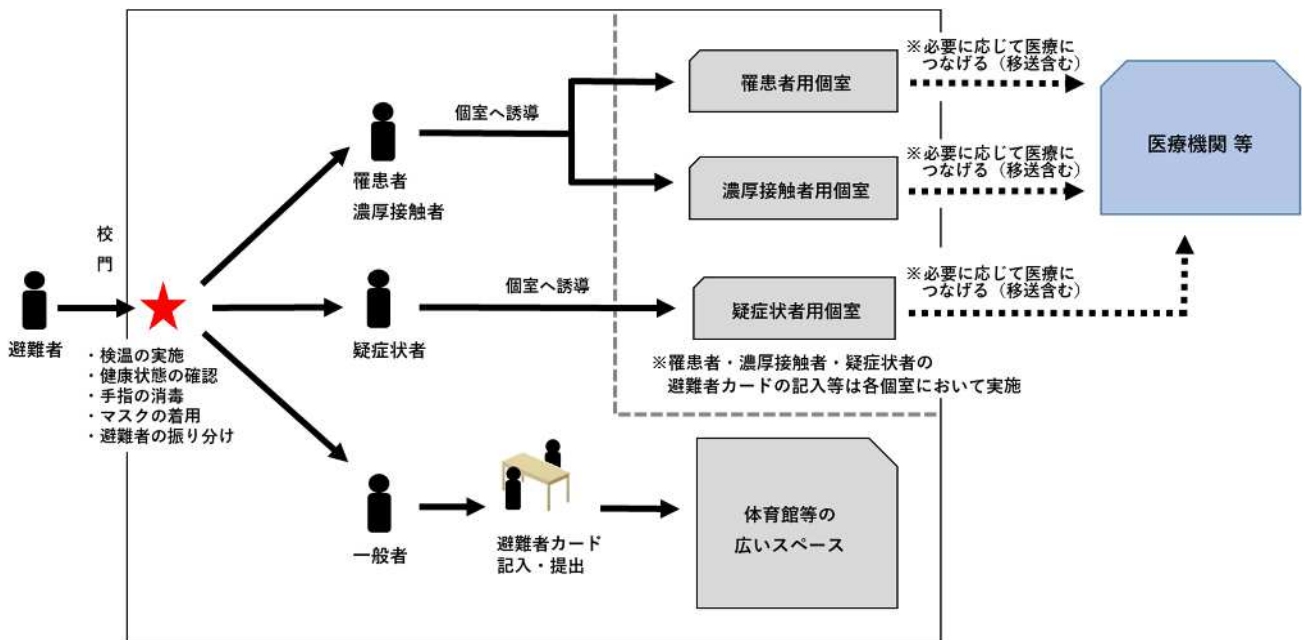 校
門
避難者
・検温の実施
・健康状態の確認
・手指の消毒
・マスクの着用
・避難者の振り分け
罹患者
濃厚接触者
個室へ誘導
罹患者用個室
濃厚接触者用個室
※必要に応じて医療に
つなげる（移送含む）
※必要に応じて医療に
つなげる（移送含む）
医療機関 等
疑症状者
個室へ誘導
疑症状者用個室
※必要に応じて医療に
つなげる（移送含む）
※罹患者・濃厚接触者・疑症状者の
避難者カードの記入等は各個室において実施
一般者
避難者カード
記入・提出
体育館等の
広いスペース